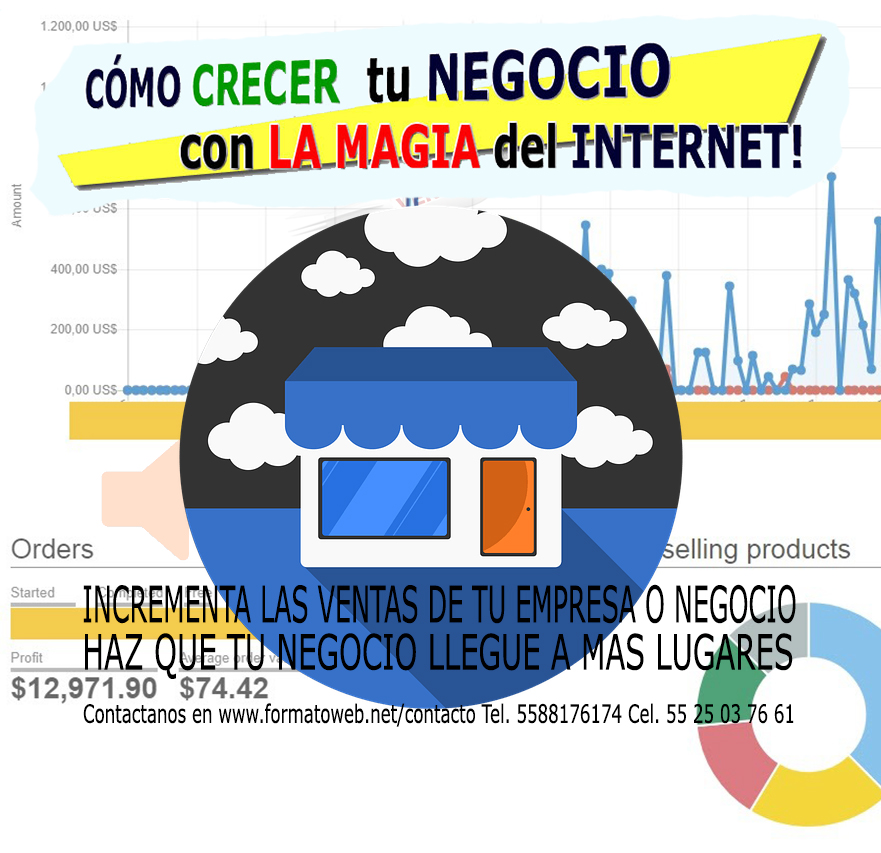 1.200,00 US$
CÓMO CRECER tu NEGOCIO
con LA MAGIA del INTERNET!
Amount
400,00 US$
200,00 US$
0,00 US$
Orders
selling products
Started
Completed
INCREMENTA LAS VENTAS DE TU EMPRESA O NEGOCIO
HAZ QUE TU NEGOCIO LLEGUE A MAS LUGARES
Profit
Average order
$12,971.90
$74.42
Contactanos en www.formatoweb.net/contacto Tel. 5588176174 Cel. 55 25 03 76 61